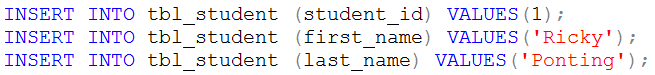 INSERT INTO tbl_student (student_id) VALUES(1);
INSERT INTO tbl_student (first_name) VALUES('Ricky');
INSERT INTO tbl_student (last_name) VALUES('Ponting');